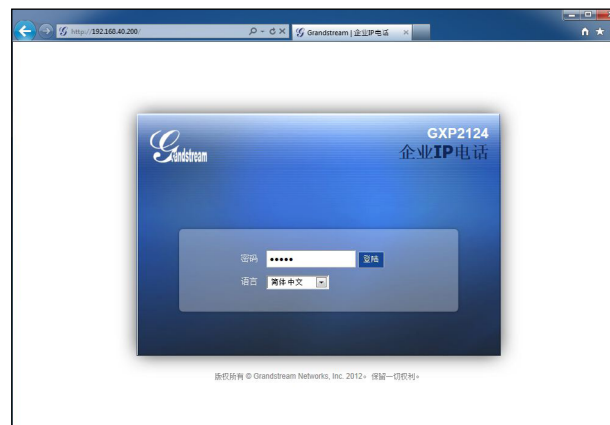 http://192.168.40.200/
Grandstream | 企业IP电话
Grandstream
GXP2124
企业IP电话
密码
登陆
语言
简体中文
版权所有 © Grandstream Networks, Inc. 2012。 保留一切权利。